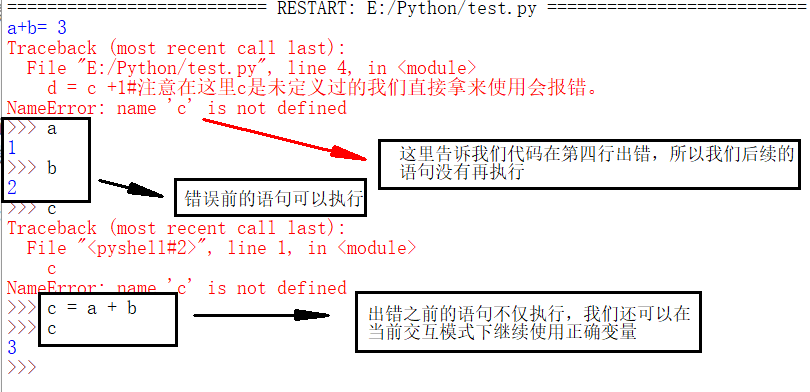 ========================== RESTART: E:/Python/test.py ==========================
a+b= 3
Traceback (most recent call last):
  File "E:/Python/test.py", line 4, in <module>
    d = c +1#注意在这里c是未定义过的我们直接拿来使用会报错。
NameError: name 'c' is not defined
>>> a
1
这里告诉我们代码在第四行出错，所以我们后续的
语句没有再执行
>>> b
2
错误前的语句可以执行
>>> c
Traceback (most recent call last):
  File "<pyshell#2>", line 1, in <module>
    c
NameError: name 'c' is not defined
>>> c = a + b
>>> c
出错之前的语句不仅执行，我们还可以在
当前交互模式下继续使用正确变量
3
>>>